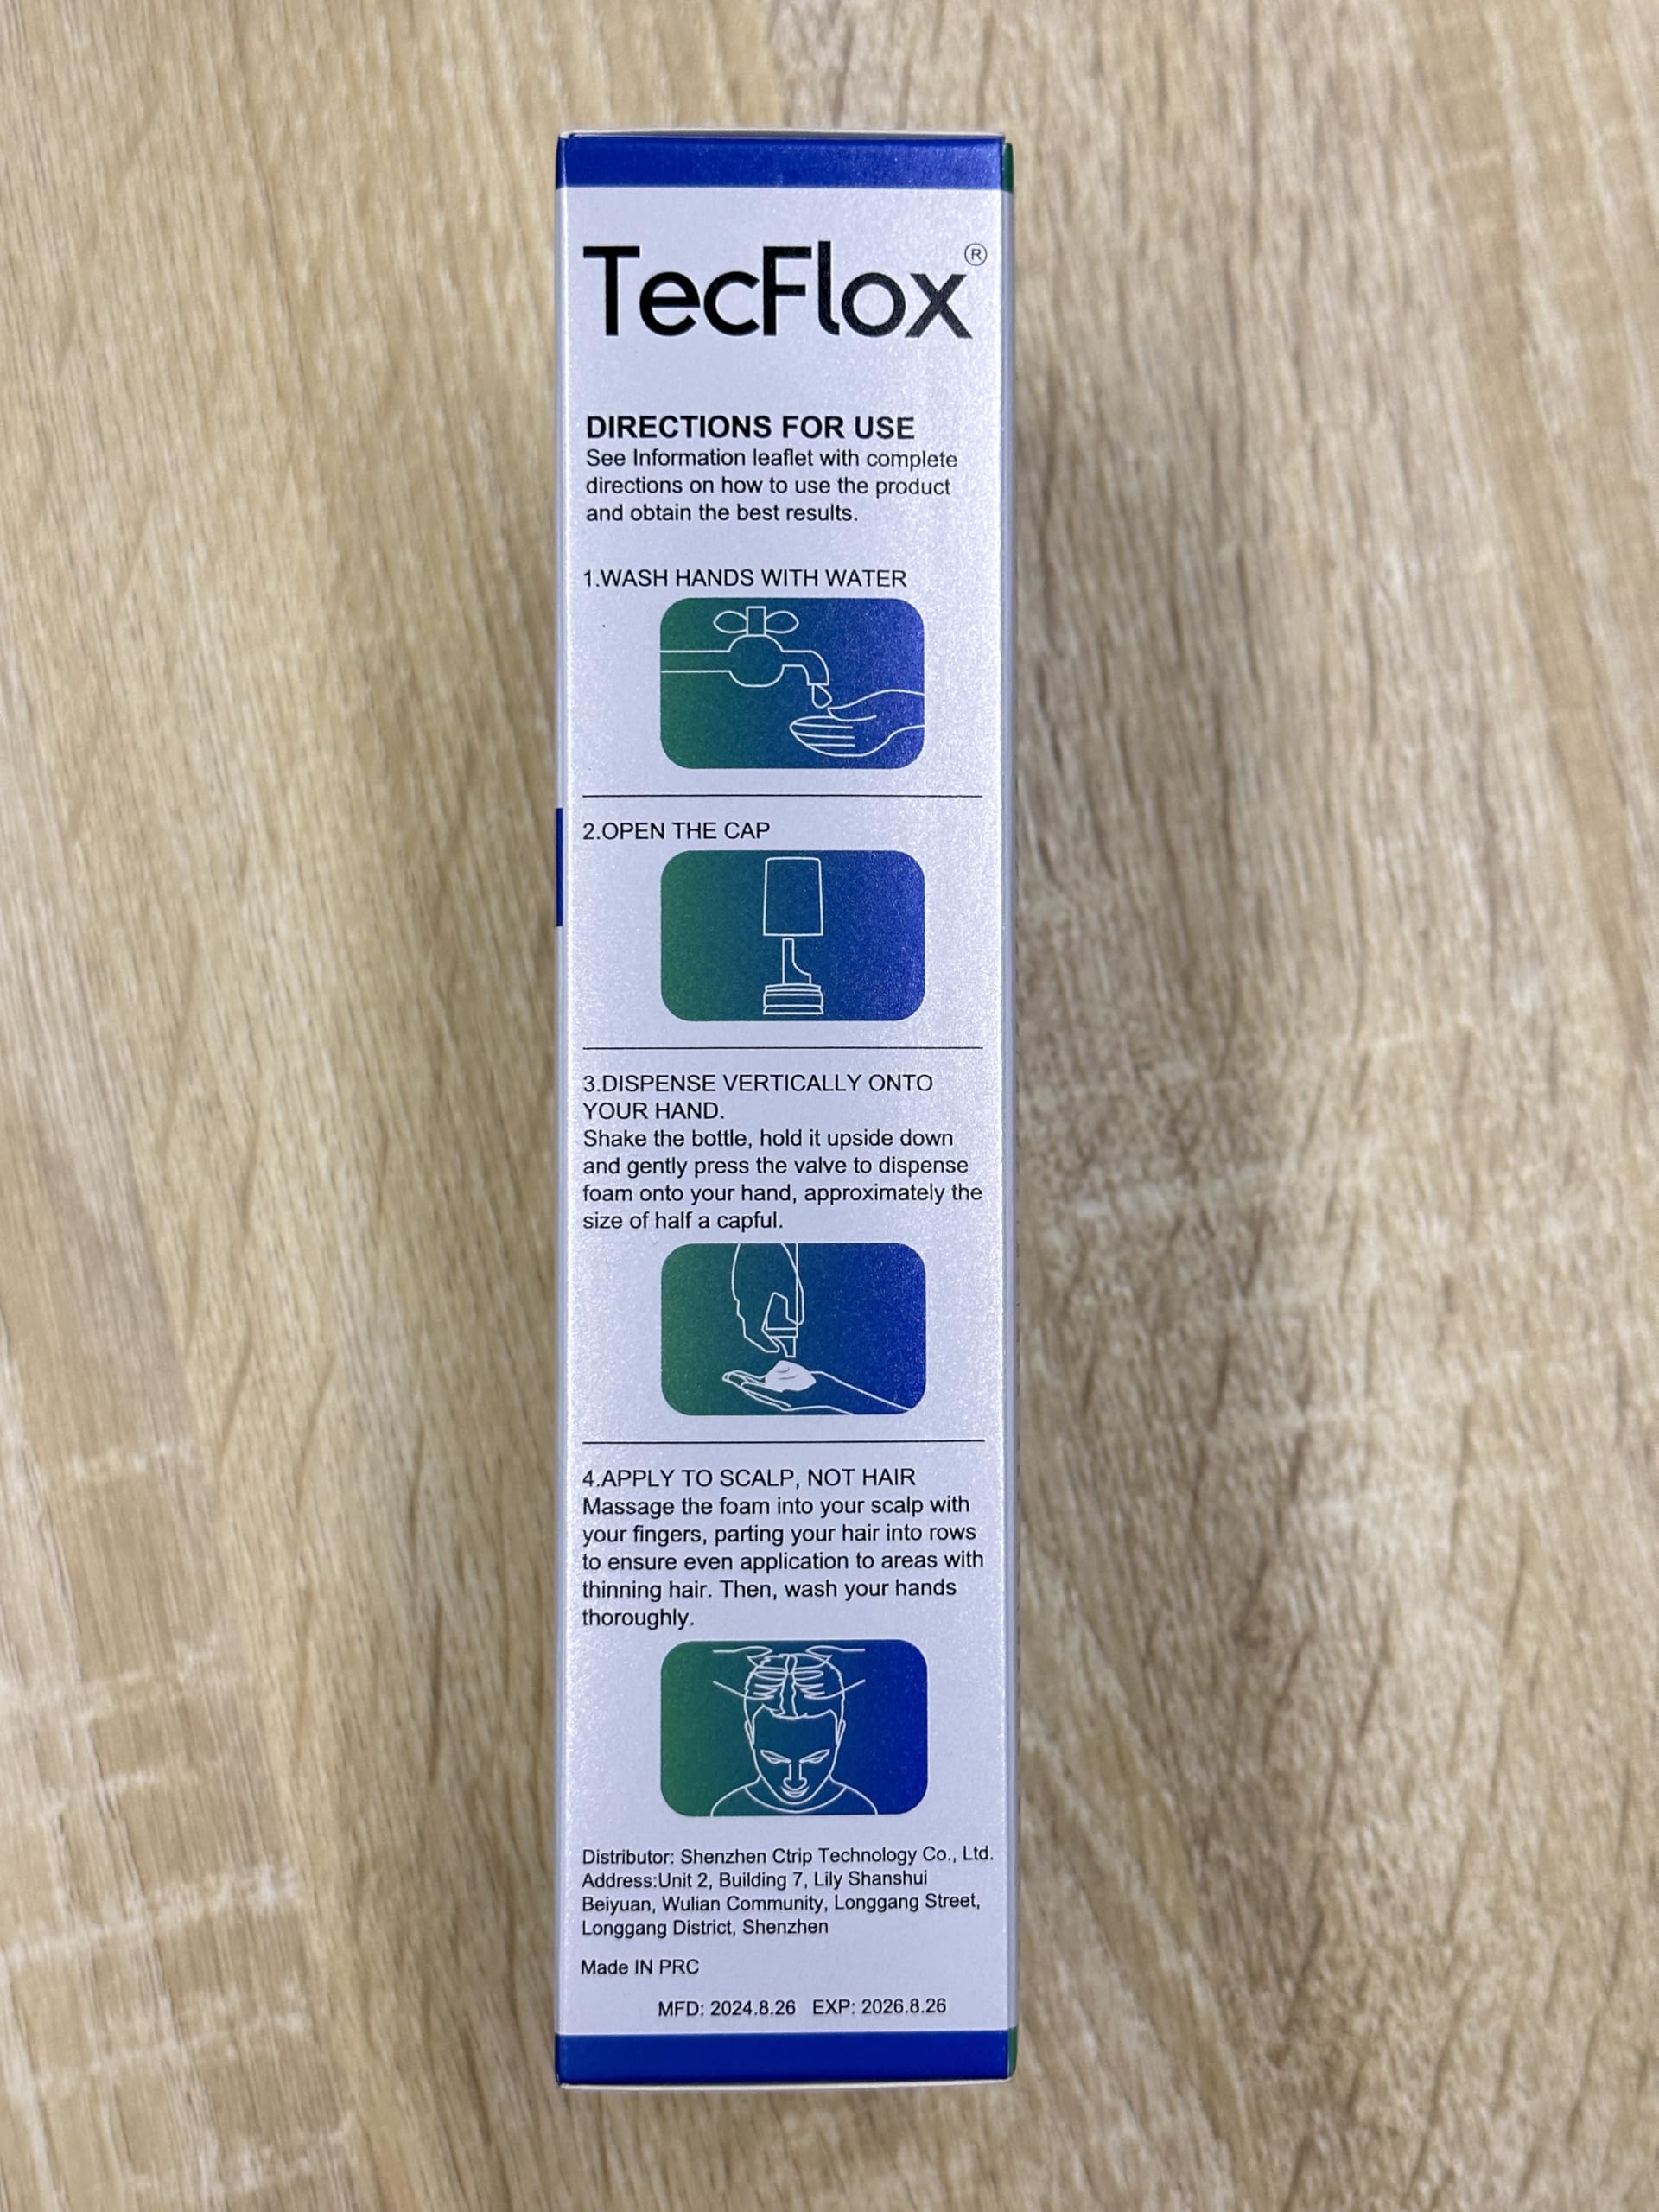 TecFlox®
DIRECTIONS FOR USE
See Information leaflet with complete
directions on how to use the product
and obtain the best results.
1.WASH HANDS WITH WATER
2.OPEN THE CAP
3.DISPENSE VERTICALLY ONTO
YOUR HAND.
Shake the bottle, hold it upside down
and gently press the valve to dispense
foam onto your hand, approximately the
size of half a capful.
4.APPLY TO SCALP, NOT HAIR
Massage the foam into your scalp with
your fingers, parting your hair into rows
to ensure even application to areas with
thinning hair. Then, wash your hands
thoroughly.
Distributor: Shenzhen Ctrip Technology Co., Ltd.
Address:Unit 2, Building 7, Lily Shanshui
Beiyuan, Wulian Community, Longgang Street,
Longgang District, Shenzhen
Made IN PRC
MFD: 2024.8.26 EXP: 2026.8.26